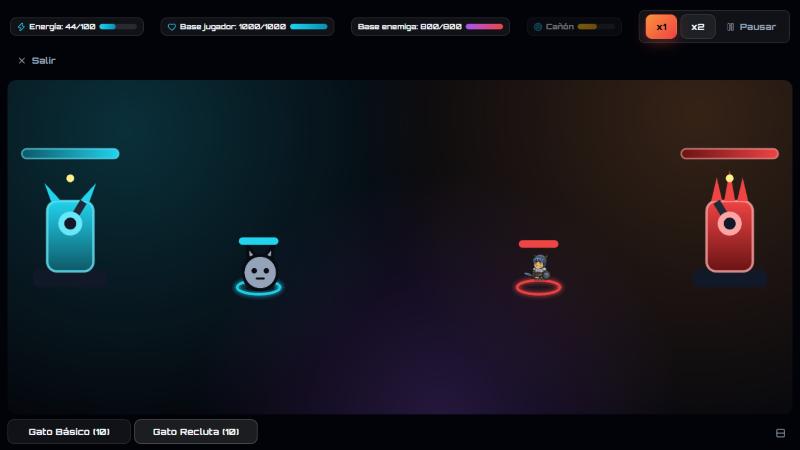 Energía: 44/100
Base jugador: 1000/1000
Base enemiga: 800/800
Cañón
x1
x2
Pausar
Salir
Gato Básico (10)
Gato Recluta (10)